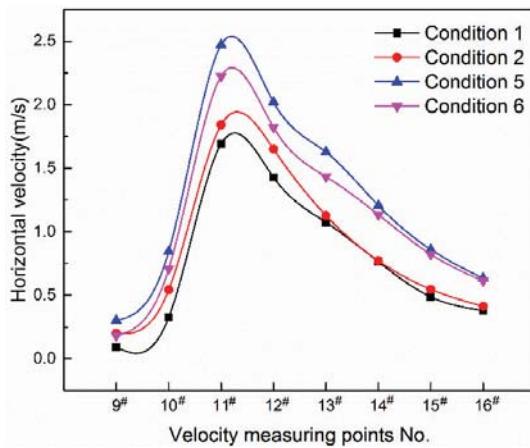 Condition 1
Condition 2
Condition 5
Condition 6
2.5
2.0
1.5
1.0
0.5
0.0
Horizontal velocity(m/s)
9# 10# 11# 12# 13# 14# 15# 16#
Velocity measuring points No.